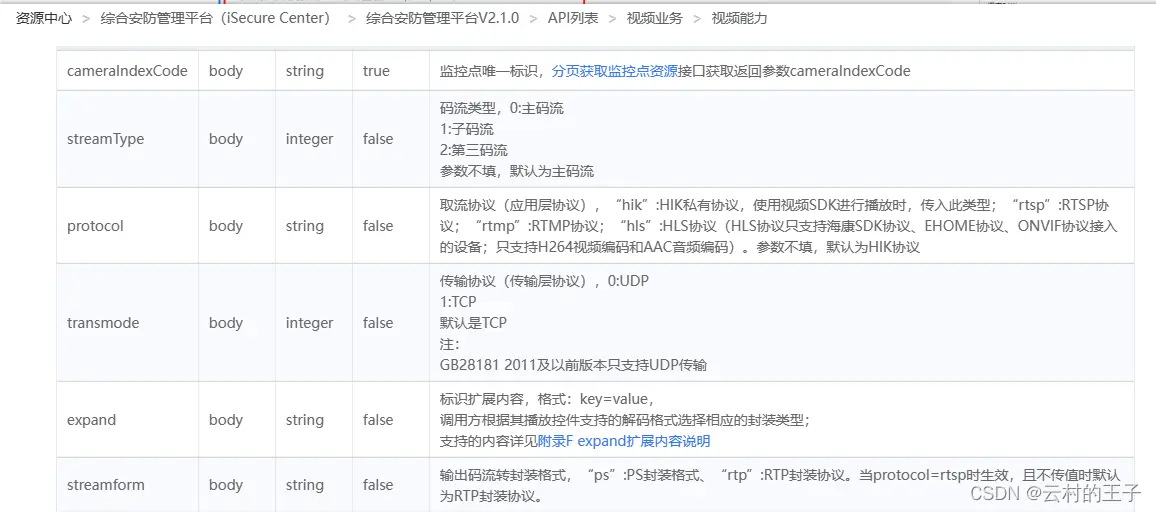 资源中心 > 综合安防管理平台（iSecure Center） > 综合安防管理平台V2.1.0 > API列表 > 视频业务 > 视频能力
cameraIndexCode body string true 监控点唯一标识，分页获取监控点资源接口获取返回参数cameraIndexCode
streamType body integer false 码流类型，0:主码流
1:子码流
2:第三码流
参数不填，默认为主码流
protocol body string false 取流协议（应用层协议），“hik”:HIK私有协议，使用视频SDK进行播放时，传入此类型；“rtsp”:RTSP协
议；“rtmp”:RTMP协议；“hls”:HLS协议（HLS协议只支持海康SDK协议、EHOME协议、ONVIF协议接入
的设备；只支持H264视频编码和AAC音频编码）。参数不填，默认为HIK协议
transmode body integer false 传输协议（传输层协议），0:UDP
1:TCP
默认是TCP
注：
GB28181 2011及以前版本只支持UDP传输
expand body string false 标识扩展内容，格式：key=value，
调用方根据其播放控件支持的解码格式选择相应的封装类型；
支持的内容详见附录F expand扩展内容说明
streamform body string false 输出码流转封装格式，“ps”:PS封装格式、“rtp”:RTP封装协议。当protocol=rtsp时生效，且不传值时默认
为RTP封装协议。
CSDN @云村的王子